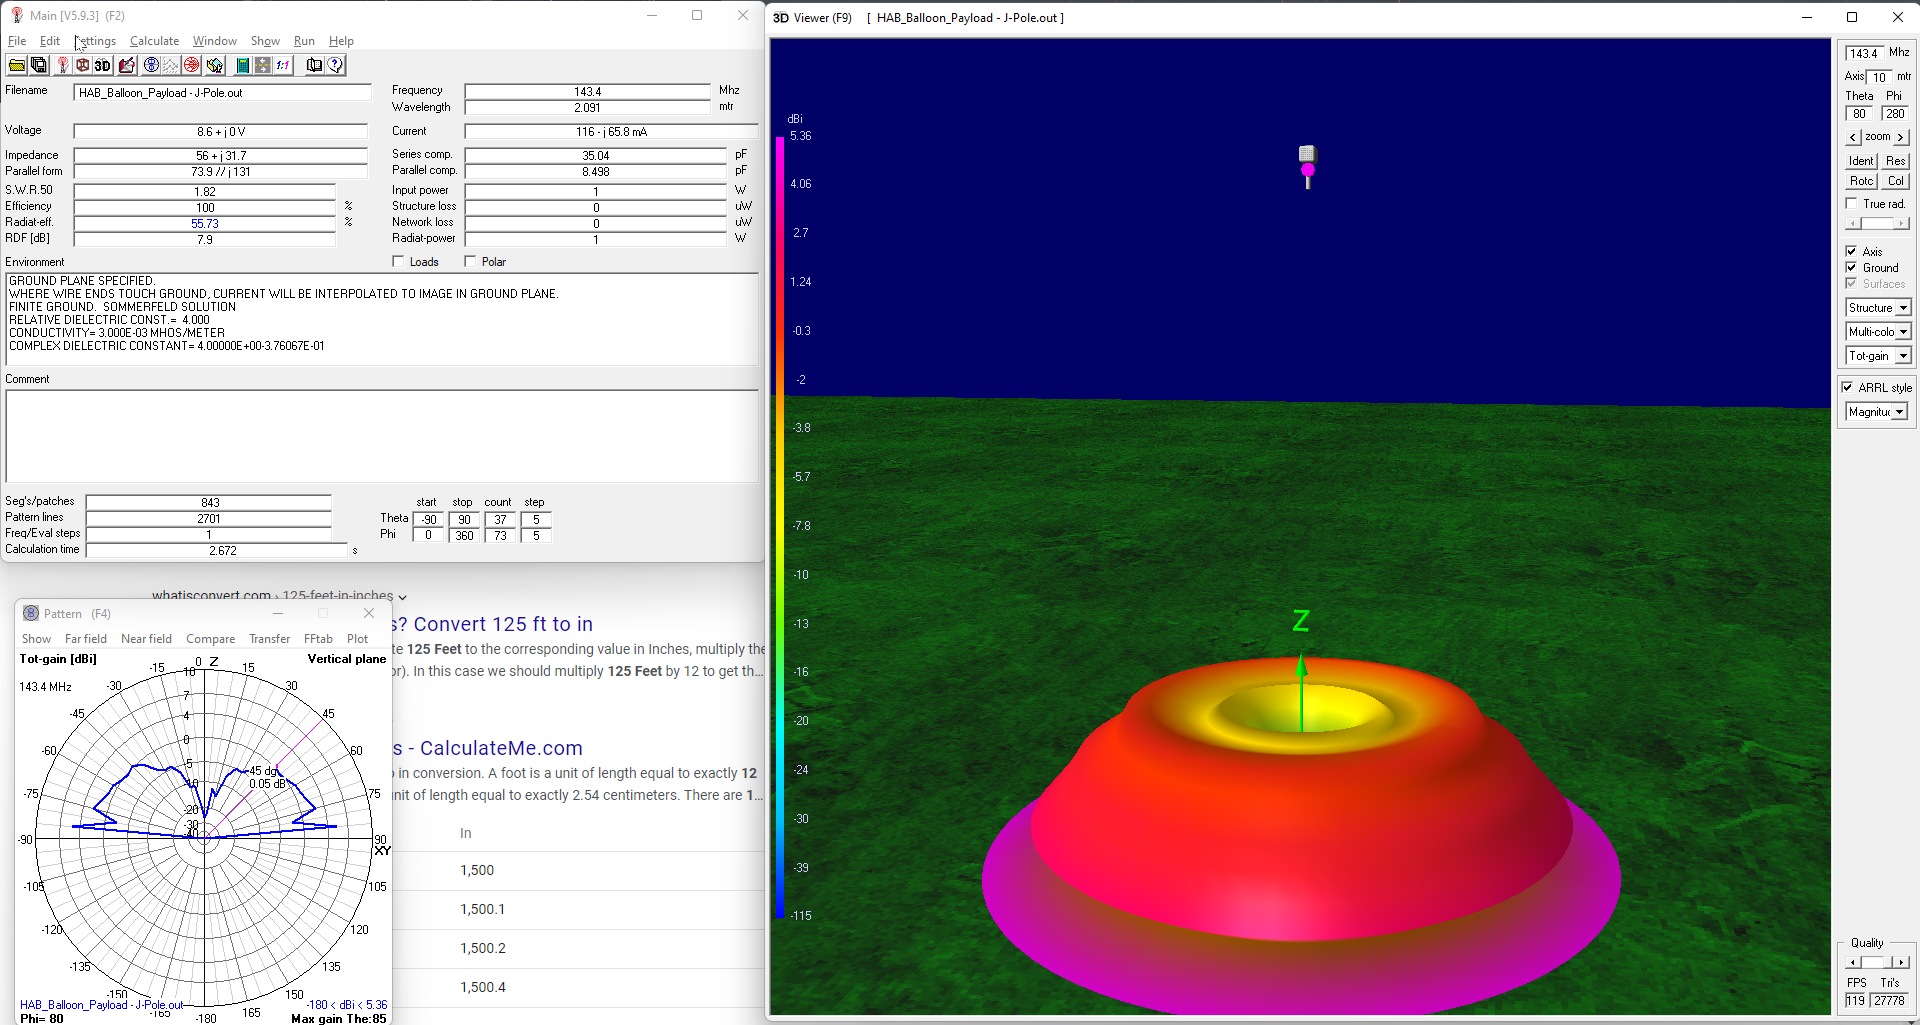 Main [V5.9.3] (F2)
File Edit Settings Calculate Window Show Run Help
3D 1:1
Filename HAB_Balloon_Payload - J-Pole.out
Frequency 143.4 Mhz
Wavelength 2.091 mtr
Voltage 8.6 + j 0 V
Current 116 - j 65.8 mA
Impedance 56 + j 31.7
Series comp. 35.04 pF
Parallel form 73.9 // j 131
Parallel comp. 8.498 pF
S.W.R.50 1.82
Input power 1 W
Efficiency 100 %
Structure loss 0 uW
Radiat-eff. 55.73 %
Network loss 0 uW
RDF [dB] 7.9
Radiat-power 1 W
Environment
Loads Polar
GROUND PLANE SPECIFIED.
WHERE WIRE ENDS TOUCH GROUND, CURRENT WILL BE INTERPOLATED TO IMAGE IN GROUND PLANE.
FINITE GROUND. SOMMERFELD SOLUTION
RELATIVE DIELECTRIC CONST.= 4.000
CONDUCTIVITY= 3.000E-03 MHOS/METER
COMPLEX DIELECTRIC CONSTANT= 4.00000E+00-3.76067E-01
Comment
Seg's/patches 843
Pattern lines 2701
Freq/Eval steps 1
Calculation time 2.672 s
start stop count step
Theta -90 90 37 5
Phi 0 360 73 5
whatisconvert.com › 125-feet-in-inches
s? Convert 125 ft to in
te 125 Feet to the corresponding value in Inches, multiply the
or). In this case we should multiply 125 Feet by 12 to get th...
s - CalculateMe.com
o in conversion. A foot is a unit of length equal to exactly 12
nit of length equal to exactly 2.54 centimeters. There are 1...
In
1,500
1,500.1
1,500.2
1,500.4
Pattern (F4)
Show Far field Near field Compare Transfer FFtab Plot
Tot-gain [dBi]
Vertical plane
143.4 MHz
0 Z
-15 15
-30 30
-45 45
-60 60
-75 75
-90 90
XY
-105 105
-120 120
-135 135
-150 150
-165 165
-180
10
7
4
0
-5
-10
-20
-30
-40
45 dg
0.05 dB
HAB_Balloon_Payload - J-Pole.out
-180 < dBi < 5.36
Phi= 80
Max gain The:85
3D Viewer (F9) [ HAB_Balloon_Payload - J-Pole.out ]
dBi
5.36
4.06
2.7
1.24
-0.3
-2
-3.8
-5.7
-7.8
-10
-13
-16
-20
-24
-30
-39
-115
Z
143.4 Mhz
Axis 10 mtr
Theta Phi
80 280
< zoom >
Ident Res
Rotc Col
True rad.
Axis
Ground
Surfaces
Structure
Multi-colo
Tot-gain
ARRL style
Magnituc
Quality
FPS Tri's
119 27778